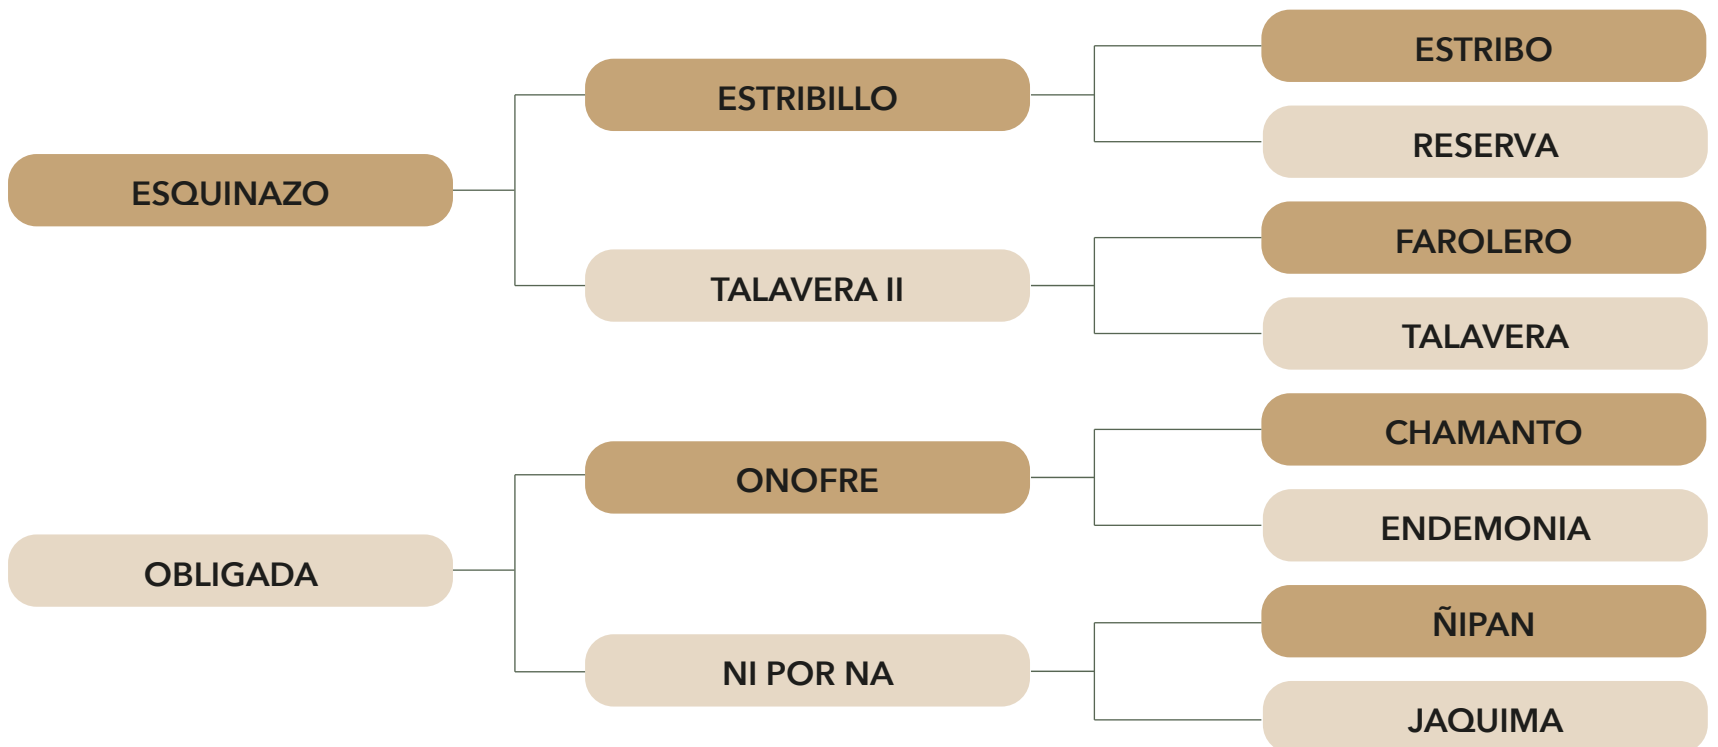 ESTRIBO
ESTRIBILLO
RESERVA
ESQUINAZO
FAROLERO
TALAVERA II
TALAVERA
CHAMANTO
ONOFRE
ENDEMONIA
OBLIGADA
ÑIPAN
NI POR NA
JAQUIMA